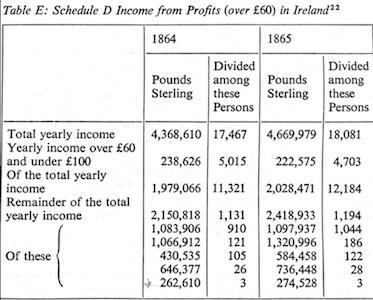 Table E: Schedule D Income from Profits (over £60) in Ireland²²
1864 1865
Pounds Sterling Divided among these Persons Pounds Sterling Divided among these Persons
Total yearly income 4,368,610 17,467 4,669,979 18,081
Yearly income over £60
and under £100 238,626 5,015 222,575 4,703
Of the total yearly
income 1,979,066 11,321 2,028,471 12,184
Remainder of the total
yearly income 2,150,818 1,131 2,418,933 1,194
1,083,906 910 1,097,937 1,044
1,066,912 121 1,320,996 186
Of these 430,535 105 584,458 122
646,377 26 736,448 28
262,610 3 274,528 3